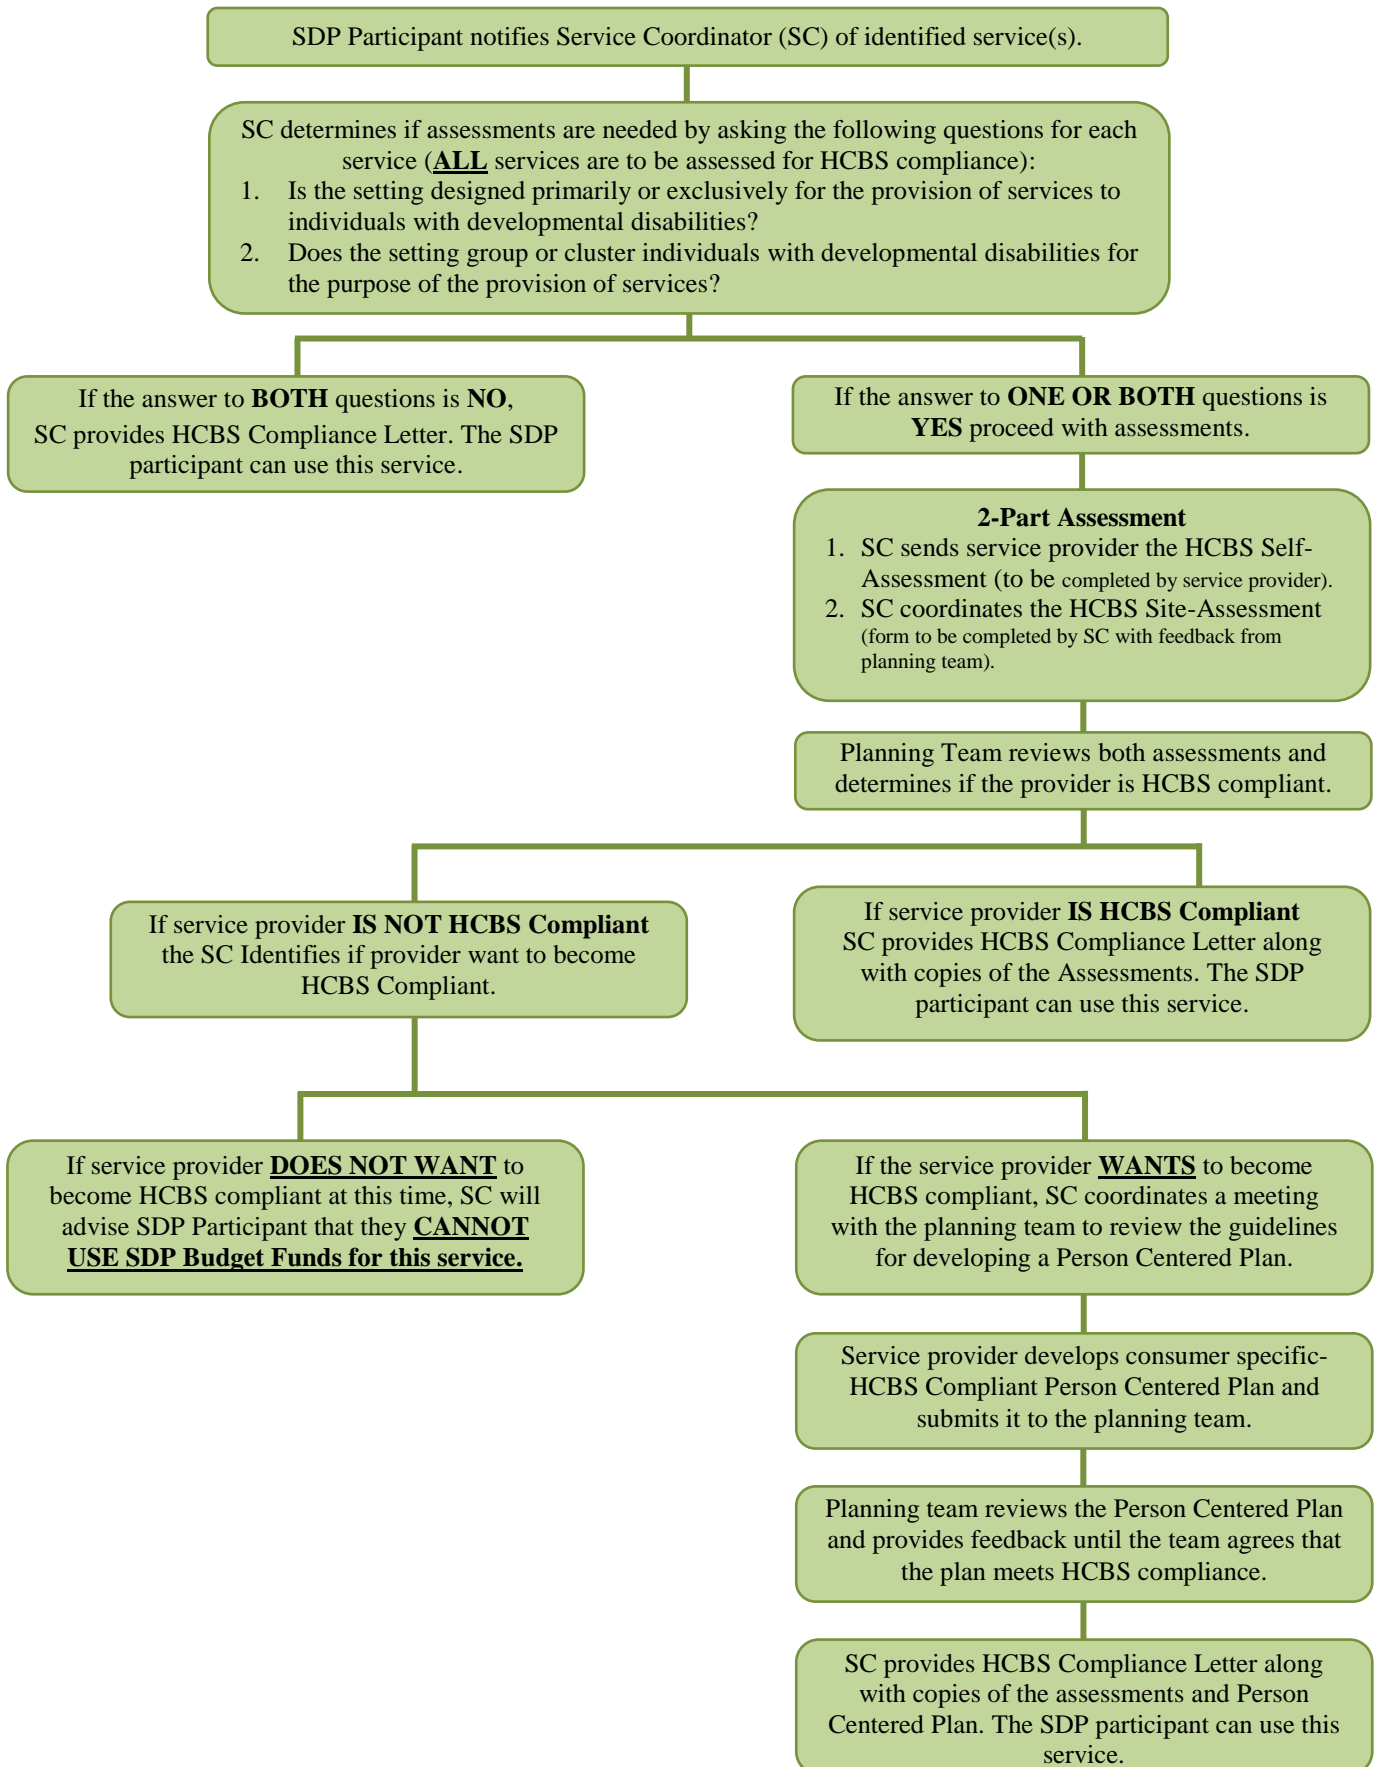 SDP Participant notifies Service Coordinator (SC) of identified service(s).
SC determines if assessments are needed by asking the following questions for each
service (ALL services are to be assessed for HCBS compliance):
1. Is the setting designed primarily or exclusively for the provision of services to
individuals with developmental disabilities?
2. Does the setting group or cluster individuals with developmental disabilities for
the purpose of the provision of services?
If the answer to BOTH questions is NO,
SC provides HCBS Compliance Letter. The SDP
participant can use this service.
If the answer to ONE OR BOTH questions is
YES proceed with assessments.
2-Part Assessment
1. SC sends service provider the HCBS Self-
Assessment (to be completed by service provider).
2. SC coordinates the HCBS Site-Assessment
(form to be completed by SC with feedback from
planning team).
Planning Team reviews both assessments and
determines if the provider is HCBS compliant.
If service provider IS NOT HCBS Compliant
the SC Identifies if provider want to become
HCBS Compliant.
If service provider IS HCBS Compliant
SC provides HCBS Compliance Letter along
with copies of the Assessments. The SDP
participant can use this service.
If service provider DOES NOT WANT to
become HCBS compliant at this time, SC will
advise SDP Participant that they CANNOT
USE SDP Budget Funds for this service.
If the service provider WANTS to become
HCBS compliant, SC coordinates a meeting
with the planning team to review the guidelines
for developing a Person Centered Plan.
Service provider develops consumer specific-
HCBS Compliant Person Centered Plan and
submits it to the planning team.
Planning team reviews the Person Centered Plan
and provides feedback until the team agrees that
the plan meets HCBS compliance.
SC provides HCBS Compliance Letter along
with copies of the assessments and Person
Centered Plan. The SDP participant can use this
service.